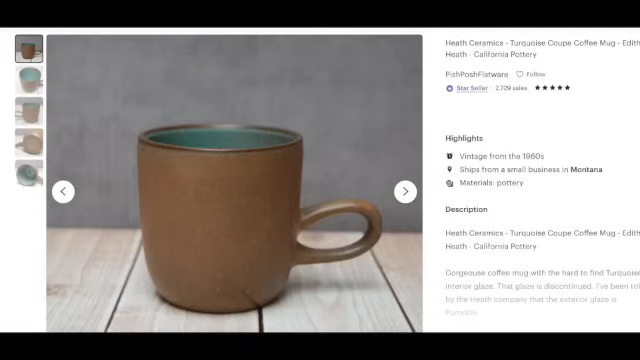 Heath Ceramics - Turquoise Coupe Coffee Mug - Edith
Heath - California Pottery
FishPoshFlatware
Follow
Star Seller
2,729 sales
Highlights
Vintage from the 1960s
Ships from a small business in Montana
Materials: pottery
Description
Heath Ceramics - Turquoise Coupe Coffee Mug - Edith
Heath - California Pottery
Gorgeouse coffee mug with the hard to find Turquoise
interior glaze. That glaze is discontinued. I've been tol
by the Heath company that the exterior glaze is
Pumpkin